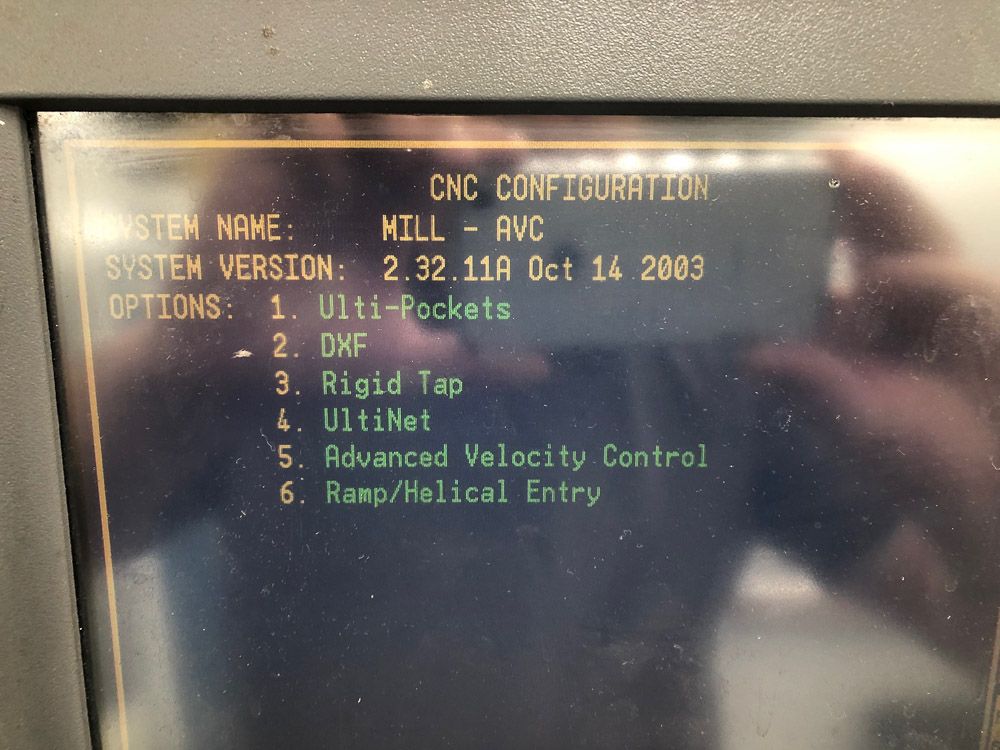 CNC CONFIGURATION
SYSTEM NAME: MILL - AVC
SYSTEM VERSION: 2.32.11A Oct 14 2003
OPTIONS: 1. Ulti-Pockets
2. DXF
3. Rigid Tap
4. UltiNet
5. Advanced Velocity Control
6. Ramp/Helical Entry